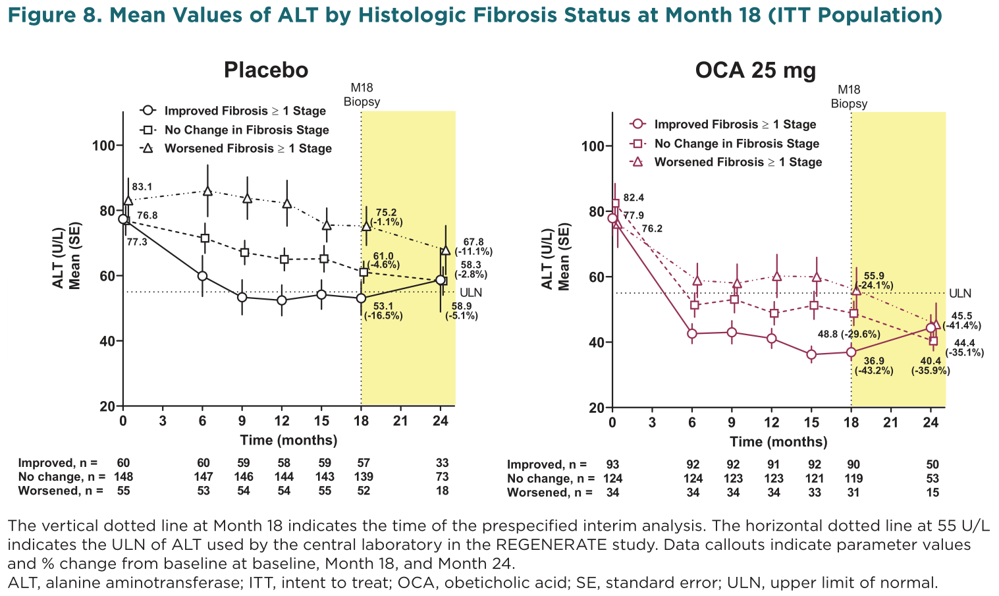 Figure 8. Mean Values of ALT by Histologic Fibrosis Status at Month 18 (ITT Population)
Placebo
M18
Biopsy
Improved Fibrosis ≥ 1 Stage
No Change in Fibrosis Stage
Worsened Fibrosis ≥ 1 Stage
ALT (U/L)
Mean (SE)
100
80
60
40
20
83.1
76.8
77.3
75.2
(-1.1%)
61.0
(-4.6%)
53.1
(-16.5%)
67.8
(-11.1%)
58.3
(-2.8%)
ULN
58.9
(-5.1%)
0 3 6 9 12 15 18 21 24
Time (months)
Improved, n = 60 60 59 58 59 57 33
No change, n = 148 147 146 144 143 139 73
Worsened, n = 55 53 54 54 55 52 18
OCA 25 mg
M18
Biopsy
Improved Fibrosis ≥ 1 Stage
No Change in Fibrosis Stage
Worsened Fibrosis ≥ 1 Stage
ALT (U/L)
Mean (SE)
100
80
60
40
20
82.4
77.9
76.2
55.9
(-24.1%)
ULN
48.8 (-29.6%)
36.9
(-43.2%)
45.5
(-41.4%)
44.4
(-35.1%)
40.4
(-35.9%)
0 3 6 9 12 15 18 21 24
Time (months)
Improved, n = 93 92 92 91 92 90 50
No change, n = 124 124 123 123 121 119 53
Worsened, n = 34 34 34 34 33 31 15
The vertical dotted line at Month 18 indicates the time of the prespecified interim analysis. The horizontal dotted line at 55 U/L
indicates the ULN of ALT used by the central laboratory in the REGENERATE study. Data callouts indicate parameter values
and % change from baseline at baseline, Month 18, and Month 24.
ALT, alanine aminotransferase; ITT, intent to treat; OCA, obeticholic acid; SE, standard error; ULN, upper limit of normal.